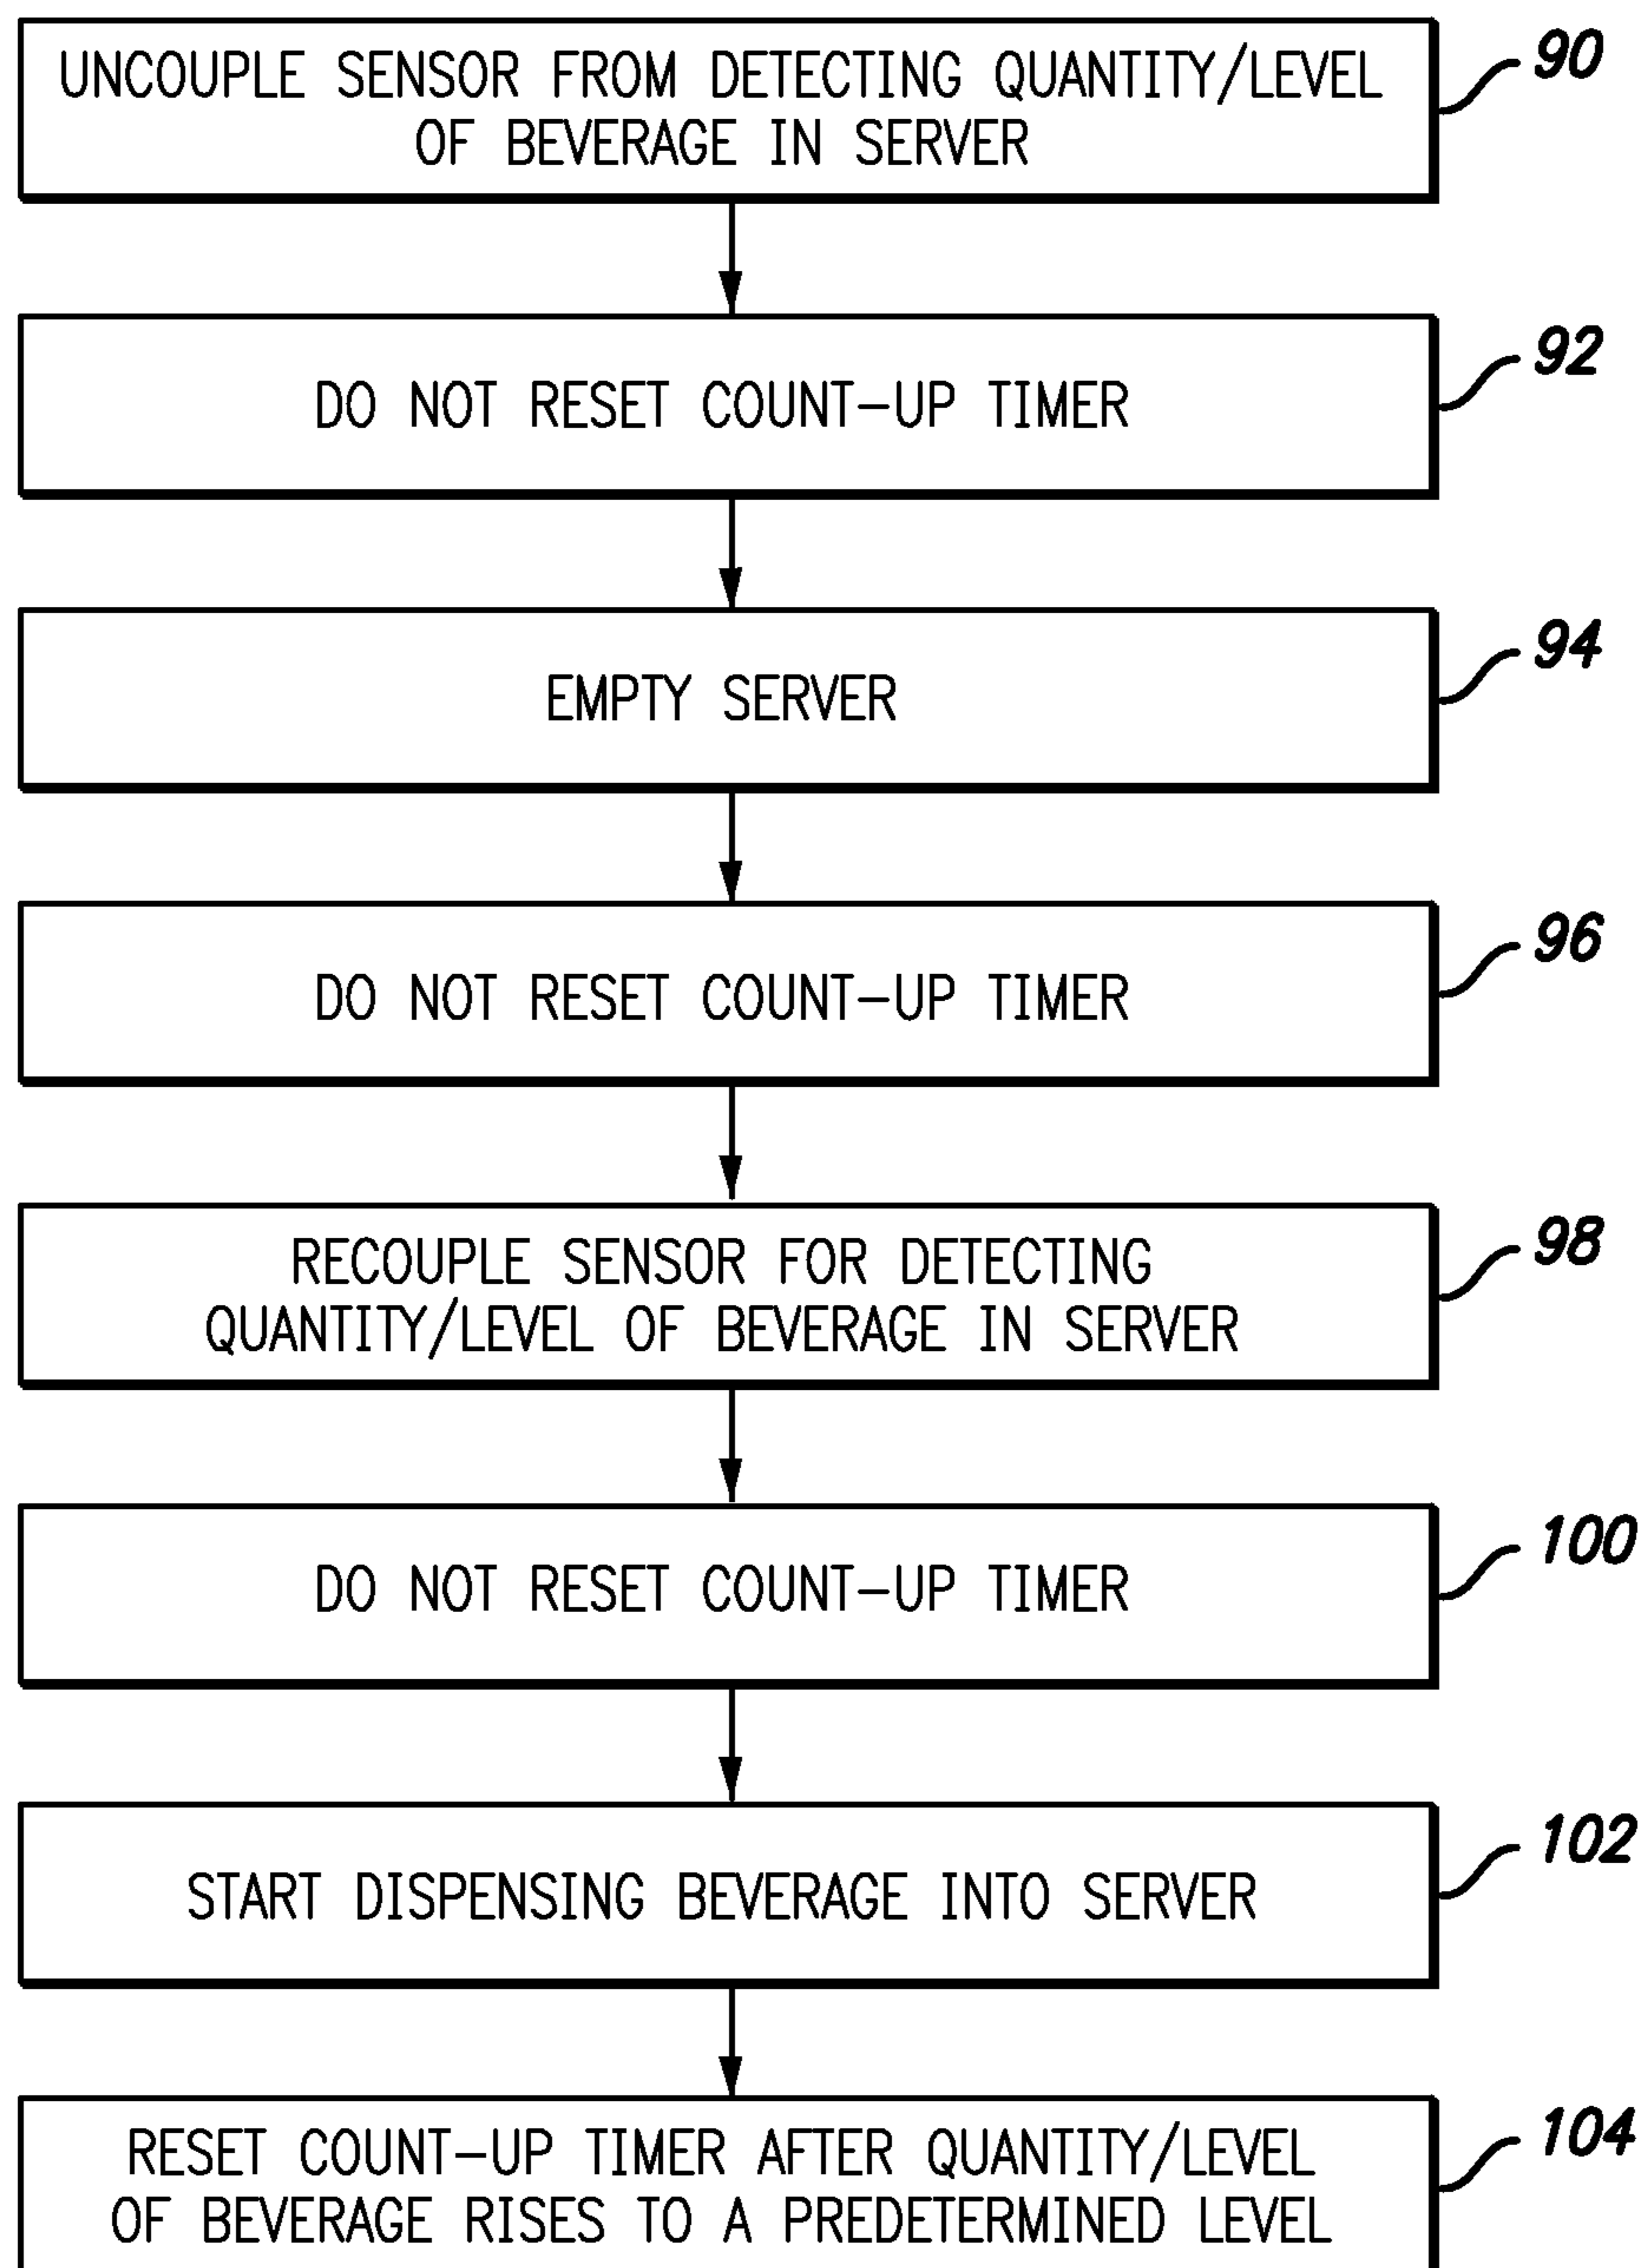 UNCOUPLE SENSOR FROM DETECTING QUANTITY/LEVEL
OF BEVERAGE IN SERVER
90
DO NOT RESET COUNT-UP TIMER
92
EMPTY SERVER
94
DO NOT RESET COUNT-UP TIMER
96
RECOUPLE SENSOR FOR DETECTING
QUANTITY/LEVEL OF BEVERAGE IN SERVER
98
DO NOT RESET COUNT-UP TIMER
100
START DISPENSING BEVERAGE INTO SERVER
102
RESET COUNT-UP TIMER AFTER QUANTITY/LEVEL
OF BEVERAGE RISES TO A PREDETERMINED LEVEL
104